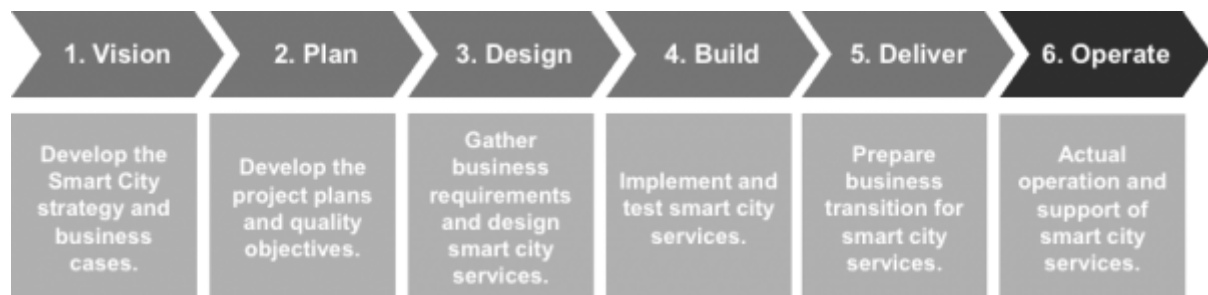 1. Vision
2. Plan
3. Design
4. Build
5. Deliver
6. Operate
Develop the
Smart City
strategy and
business
cases.
Develop the
project plans
and quality
objectives.
Gather
business
requirements
and design
smart city
services.
Implement and
test smart city
services.
Prepare
business
transition for
smart city
services.
Actual
operation and
support of
smart city
services.